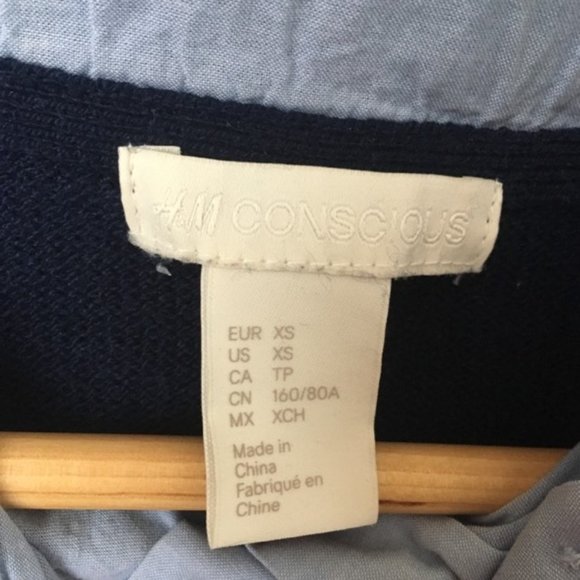 H&M CONSCIOUS
EUR XS
US XS
CA TP
CN 160/80A
MX XCH
Made in
China
Fabriqué en
Chine